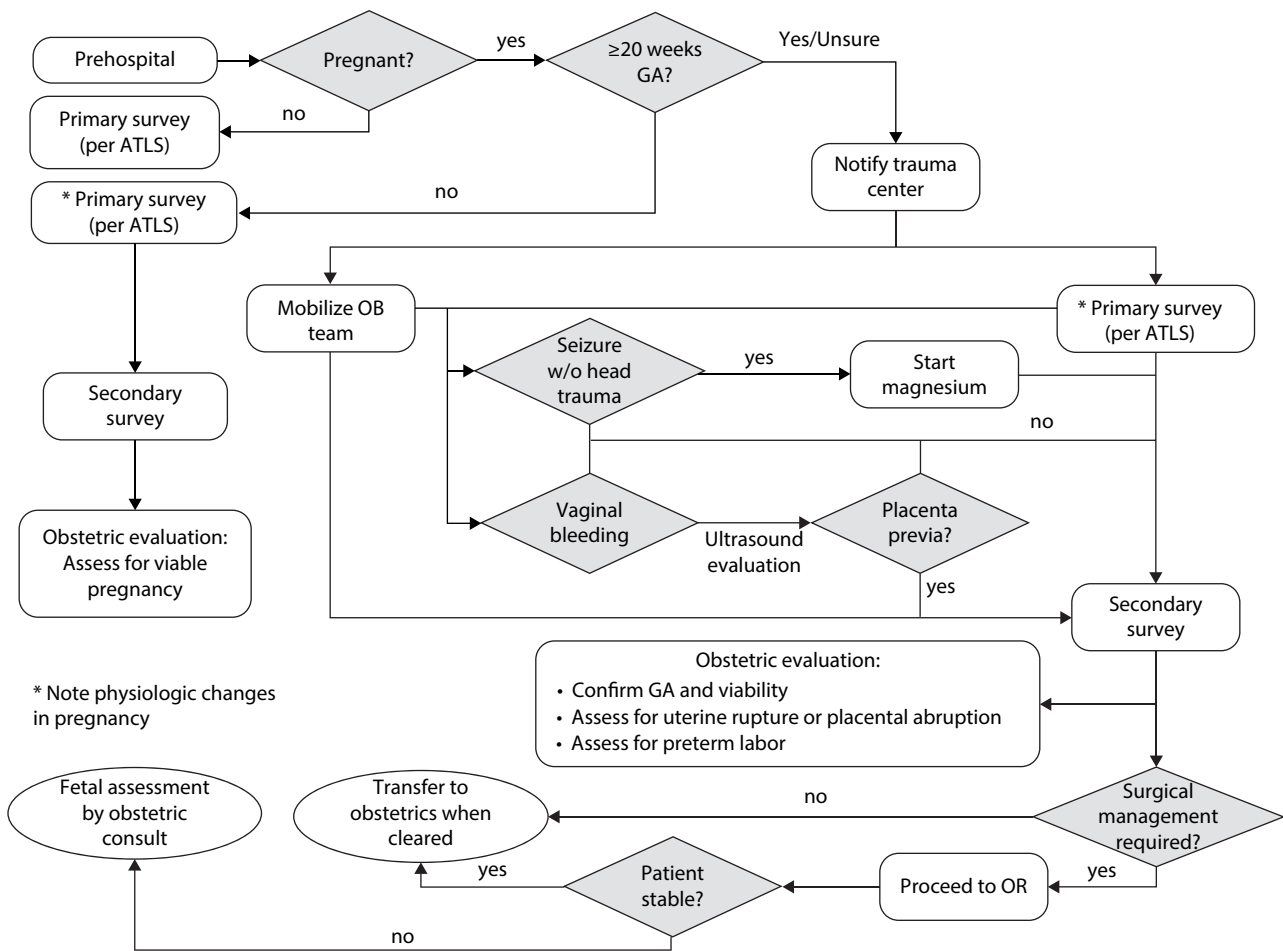 Prehospital
Pregnant?
yes
≥20 weeks
GA?
Yes/Unsure
no
Primary survey
(per ATLS)
Notify trauma
center
no
* Primary survey
(per ATLS)
Mobilize OB
team
* Primary survey
(per ATLS)
Seizure
w/o head
trauma
yes
Start
magnesium
Secondary
survey
no
Vaginal
bleeding
Ultrasound
evaluation
Placenta
previa?
Obstetric evaluation:
Assess for viable
pregnancy
yes
Secondary
survey
Obstetric evaluation:
• Confirm GA and viability
• Assess for uterine rupture or placental abruption
• Assess for preterm labor
* Note physiologic changes
in pregnancy
Fetal assessment
by obstetric
consult
Transfer to
obstetrics when
cleared
no
Surgical
management
required?
yes
Patient
stable?
Proceed to OR
yes
no